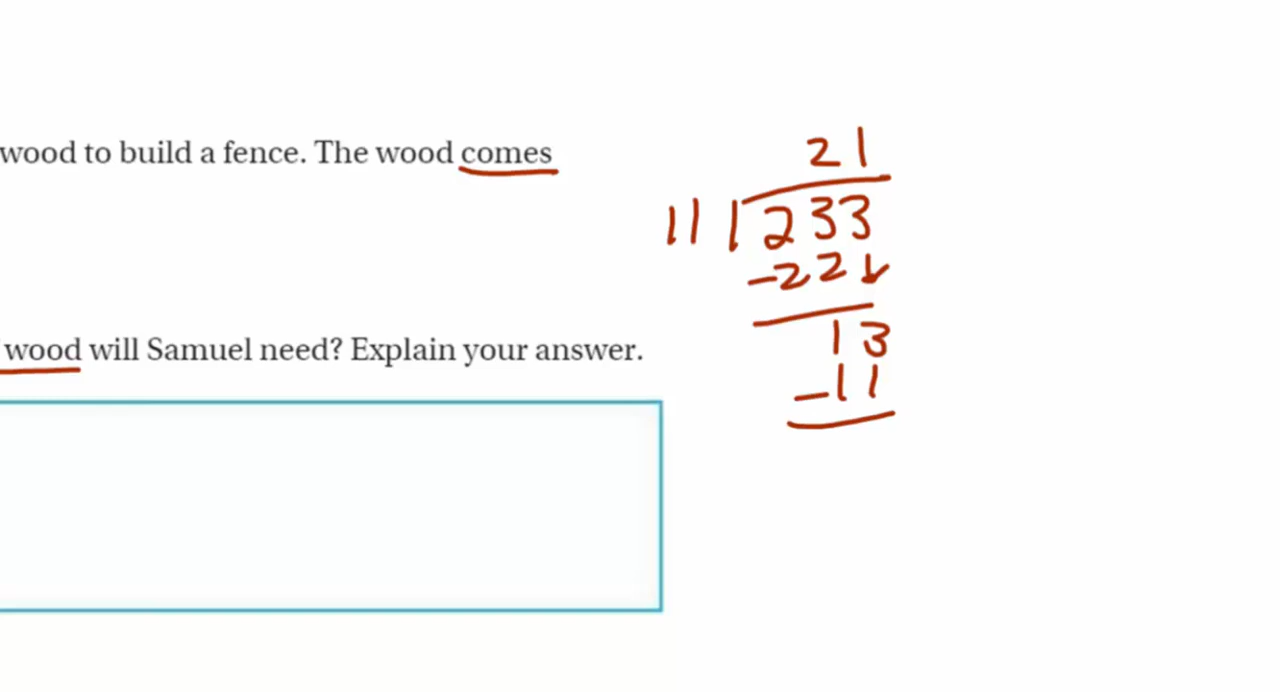 21
wood to build a fence. The wood comes
11 233
-22
13
wood will Samuel need? Explain your answer.
-11